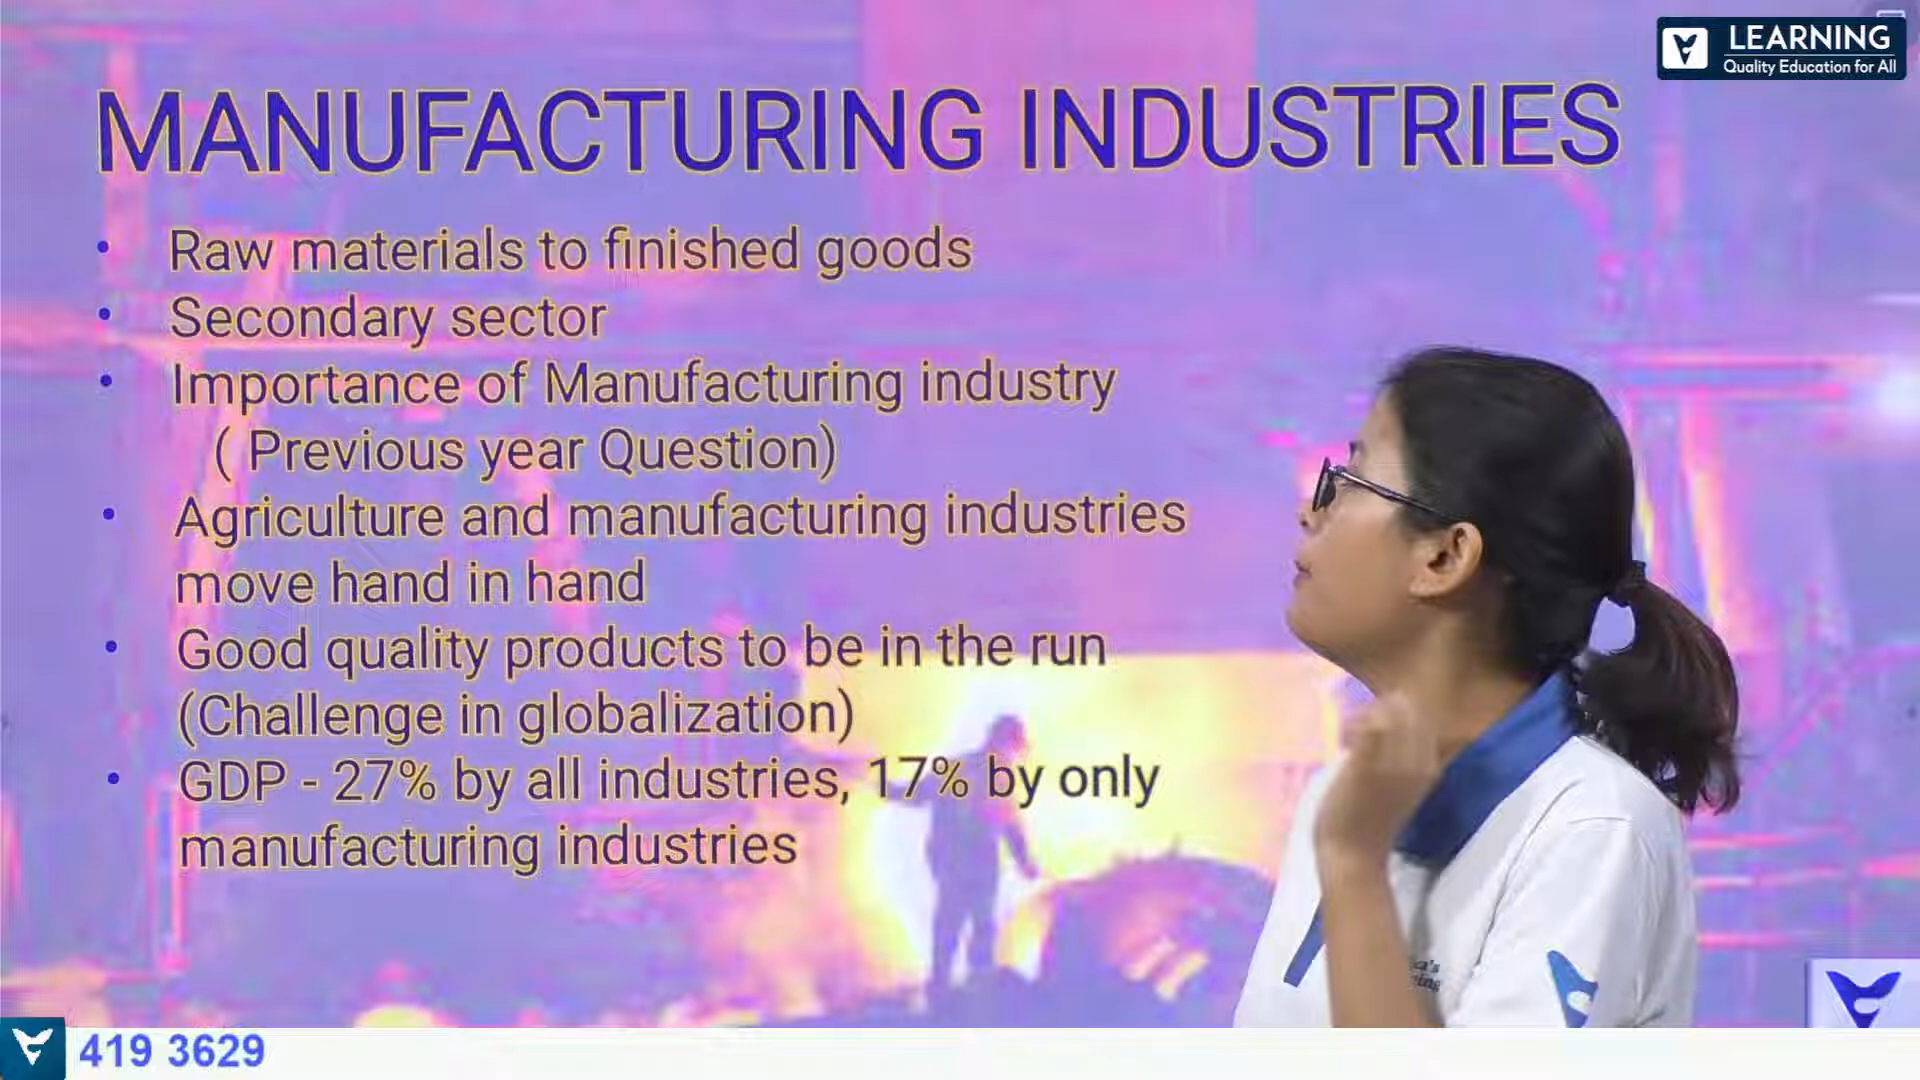 LEARNING
Quality Education for All
MANUFACTURING INDUSTRIES
• Raw materials to finished goods
• Secondary sector
• Importance of Manufacturing industry
( Previous year Question)
• Agriculture and manufacturing industries
move hand in hand
• Good quality products to be in the run
(Challenge in globalization)
• GDP - 27% by all industries, 17% by only
manufacturing industries
419 3629